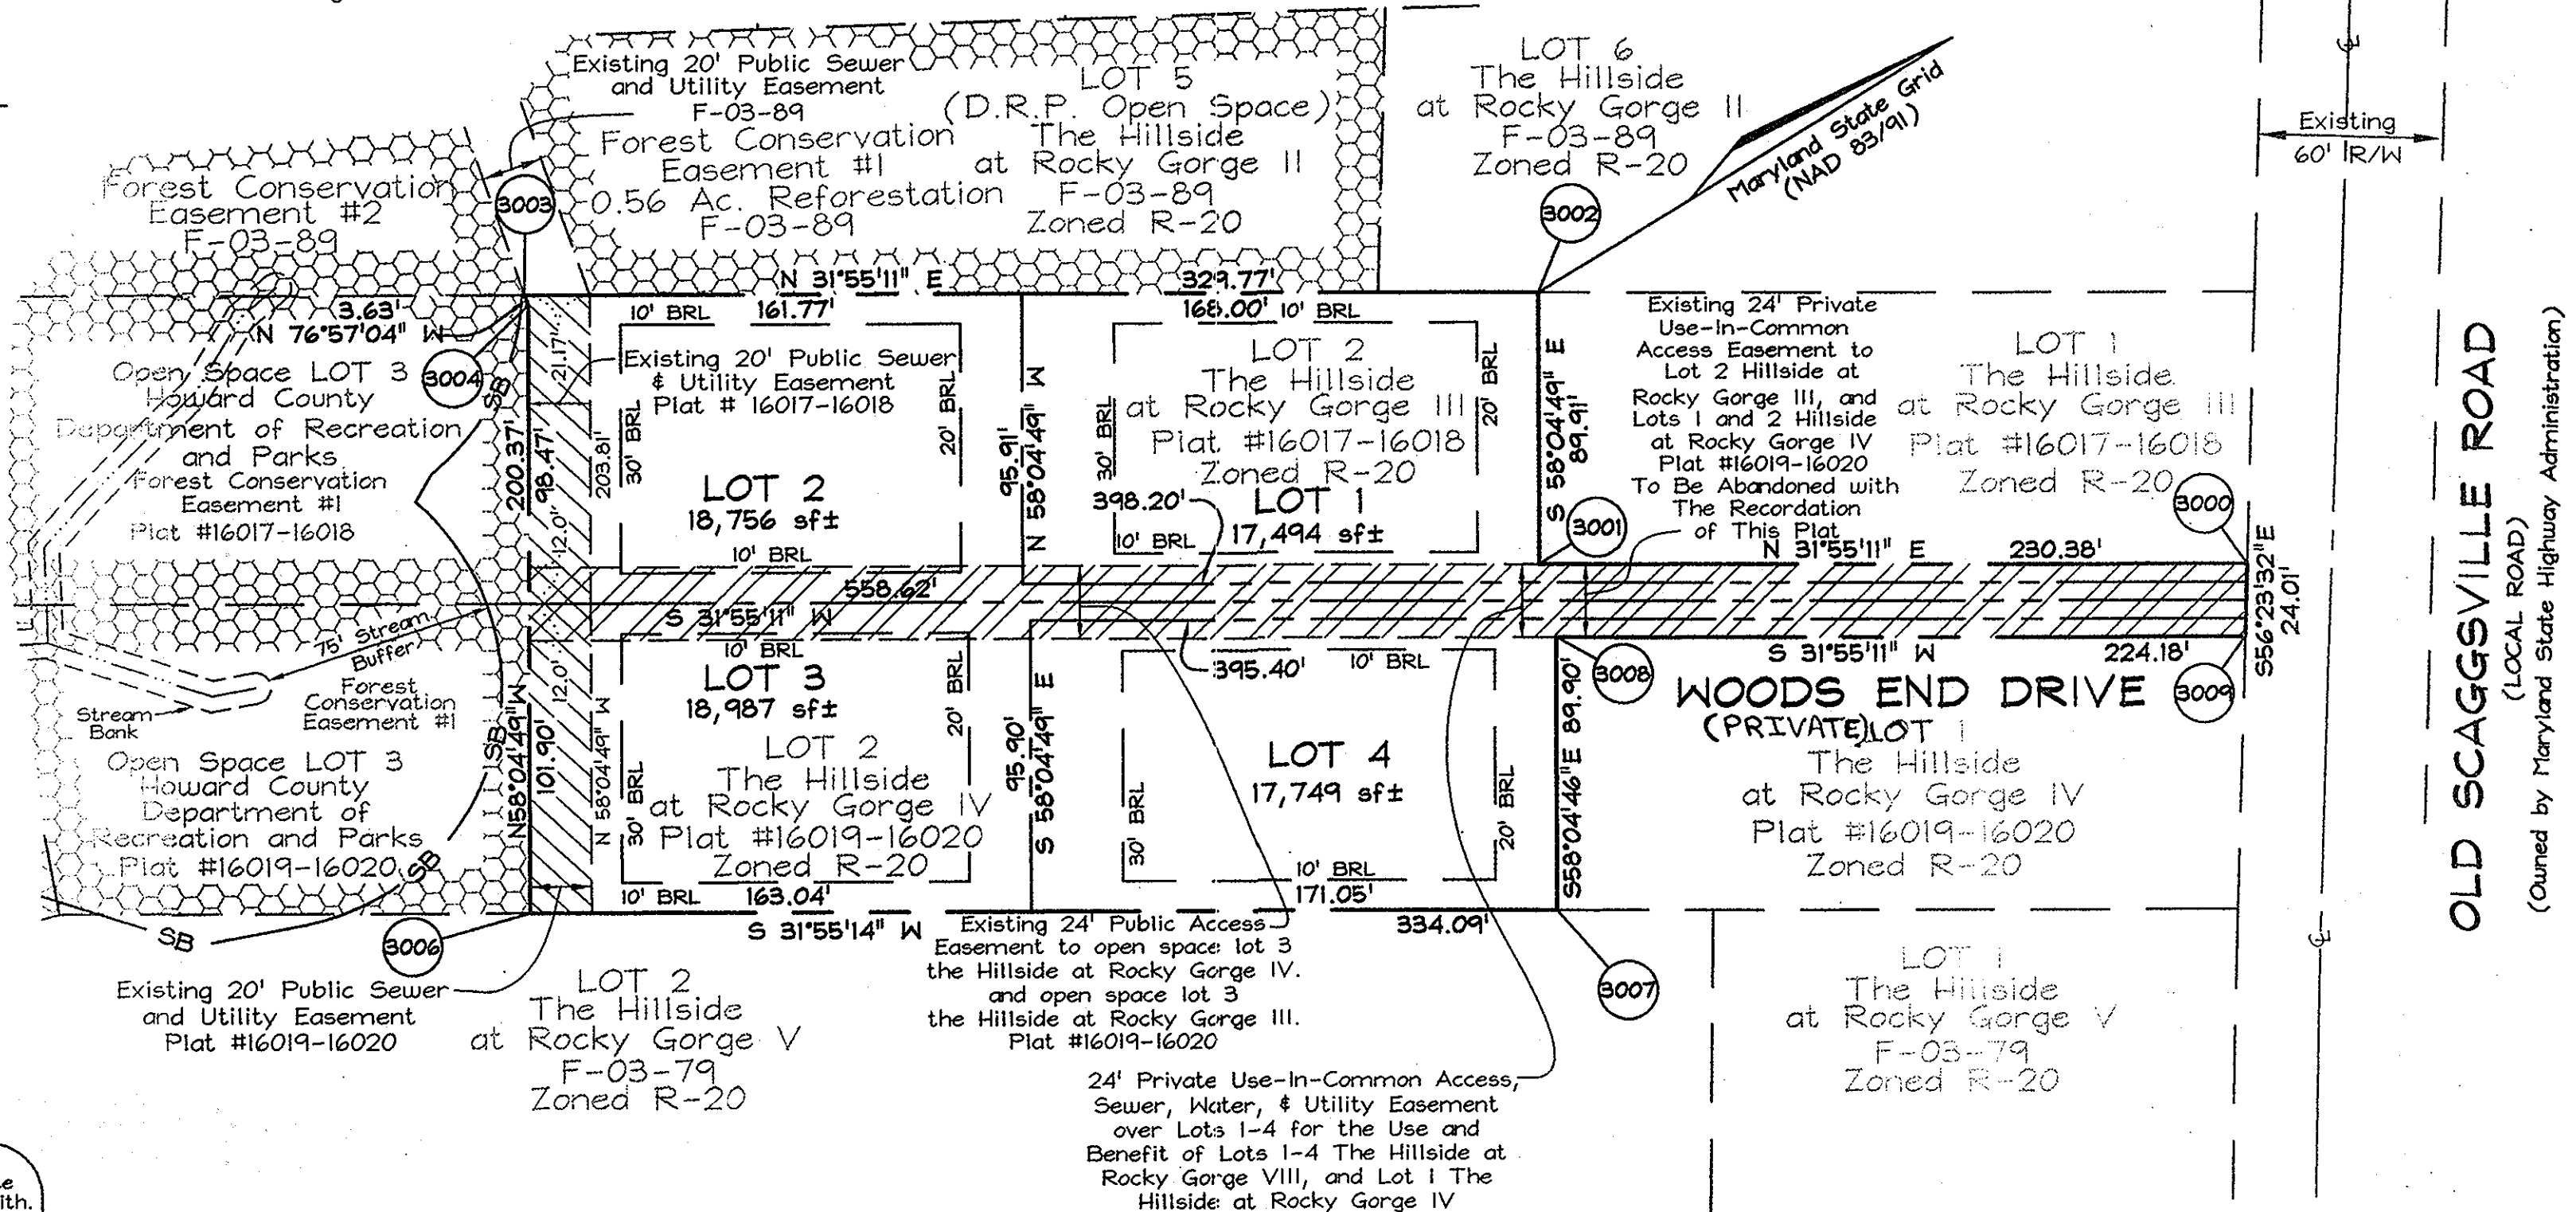 Existing 20' Public Sewer
and Utility Easement
F-03-89
Forest Conservation
Easement #1
0.56 Ac. Reforestation
F-03-89
LOT 5
(D.R.P. Open Space)
The Hillside
at Rocky Gorge II
F-03-89
Zoned R-20
LOT 6
The Hillside
at Rocky Gorge II
F-03-89
Zoned R-20
Maryland State Grid
(NAD 83/91)
Existing
60' R/W
Forest Conservation
Easement #2
F-03-89
3003
3002
N 31°55'11" E
329.77'
3.63'
N 76°57'04" W
3004
Open Space LOT 3
Howard County
Department of Recreation
and Parks
Forest Conservation
Easement #1
Plat #16017-16018
SB
200.37'
98.47'
21.17'
12.0'
203.81'
10' BRL
161.77'
Existing 20' Public Sewer
& Utility Easement
Plat # 16017-16018
30' BRL
20' BRL
LOT 2
18,756 sf±
10' BRL
95.91'
N 58°04'49" W
168.00'
10' BRL
LOT 2
The Hillside
at Rocky Gorge III
Plat #16017-16018
Zoned R-20
30' BRL
20' BRL
398.20'
LOT 1
17,494 sf±
10' BRL
S 58°04'49" E
89.91'
3001
Existing 24' Private
Use-In-Common
Access Easement to
Lot 2 Hillside at
Rocky Gorge III, and
Lots 1 and 2 Hillside
at Rocky Gorge IV
Plat #16019-16020
To Be Abandoned with
The Recordation
of This Plat
LOT 1
The Hillside
at Rocky Gorge III
Plat #16017-16018
Zoned R-20
3000
N 31°55'11" E
230.38'
S56°23'32"E
24.01'
558.62'
S 31°55'11" W
75' Stream
Buffer
Stream
Bank
Forest
Conservation
Easement #1
Open Space LOT 3
Howard County
Department of
Recreation and Parks
Plat #16019-16020
SB
SB
SB
N58°04'49"W
101.90'
12.0'
N 58°04'49" W
10' BRL
LOT 3
18,987 sf±
LOT 2
The Hillside
at Rocky Gorge IV
Plat #16019-16020
Zoned R-20
30' BRL
20' BRL
10' BRL
163.04'
95.90'
S 58°04'49" E
395.40'
10' BRL
LOT 4
17,749 sf±
30' BRL
20' BRL
10' BRL
171.05'
S58°04'46"E 89.90'
3008
S 31°55'11" W
224.18'
3009
WOODS END DRIVE
(PRIVATE)
LOT 1
The Hillside
at Rocky Gorge IV
Plat #16019-16020
Zoned R-20
OLD SCAGGSVILLE ROAD
(LOCAL ROAD)
(Owned by Maryland State Highway Administration)
S 31°55'14" W
334.09'
3006
3007
Existing 20' Public Sewer
and Utility Easement
Plat #16019-16020
LOT 2
The Hillside
at Rocky Gorge V
F-03-79
Zoned R-20
Existing 24' Public Access
Easement to open space lot 3
the Hillside at Rocky Gorge IV.
and open space lot 3
the Hillside at Rocky Gorge III.
Plat #16019-16020
24' Private Use-In-Common Access,
Sewer, Water, & Utility Easement
over Lots 1-4 for the Use and
Benefit of Lots 1-4 The Hillside at
Rocky Gorge VIII, and Lot 1 The
Hillside at Rocky Gorge IV
LOT 1
The Hillside
at Rocky Gorge V
F-03-79
Zoned R-20
ith.